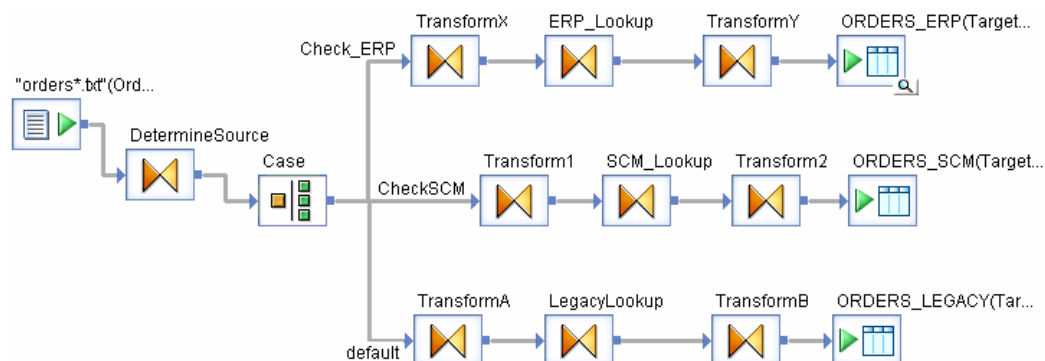 TransformX ERP_Lookup TransformY ORDERS_ERP(Target...
Check_ERP
"orders*.txt"(Ord...
DetermineSource
Case Transform1 SCM_Lookup Transform2 ORDERS_SCM(Target...
CheckSCM
TransformA LegacyLookup TransformB ORDERS_LEGACY(Tar...
default